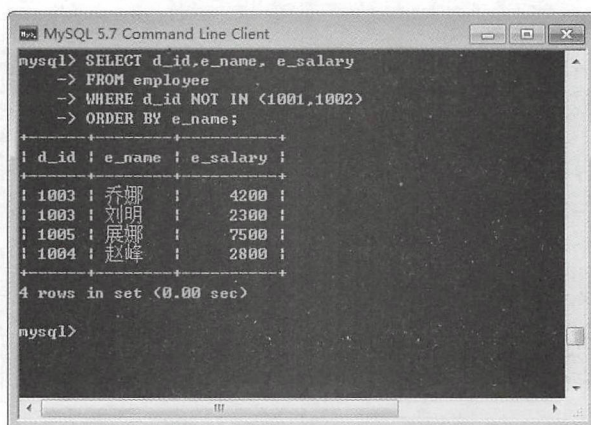 MySQL 5.7 Command Line Client
mysql> SELECT d_id,e_name, e_salary
-> FROM employee
-> WHERE d_id NOT IN (1001,1002)
-> ORDER BY e_name;
+------+--------+----------+
| d_id | e_name | e_salary |
+------+--------+----------+
| 1003 | 乔娜 | 4200 |
| 1003 | 刘明 | 2300 |
| 1005 | 展娜 | 7500 |
| 1004 | 赵峰 | 2800 |
+------+--------+----------+
4 rows in set (0.00 sec)
mysql>